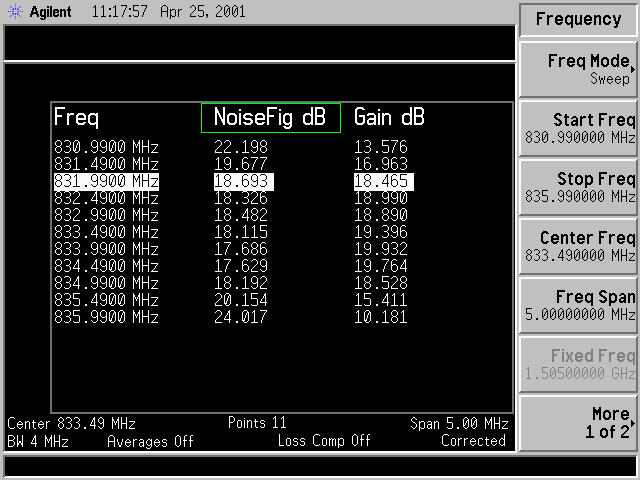 Agilent 11:17:57 Apr 25, 2001
Freq NoiseFig dB Gain dB
830.9900 MHz 22.198 13.576
831.4900 MHz 19.677 16.963
831.9900 MHz 18.693 18.465
832.4900 MHz 18.326 18.990
832.9900 MHz 18.482 18.890
833.4900 MHz 18.115 19.396
833.9900 MHz 17.686 19.932
834.4900 MHz 17.629 19.764
834.9900 MHz 18.192 18.528
835.4900 MHz 20.154 15.411
835.9900 MHz 24.017 10.181
Center 833.49 MHz Points 11 Span 5.00 MHz
BW 4 MHz Averages Off Loss Comp Off Corrected
Frequency
Freq Mode
Sweep
Start Freq
830.990000 MHz
Stop Freq
835.990000 MHz
Center Freq
833.490000 MHz
Freq Span
5.00000000 MHz
Fixed Freq
1.50500000 GHz
More
1 of 2